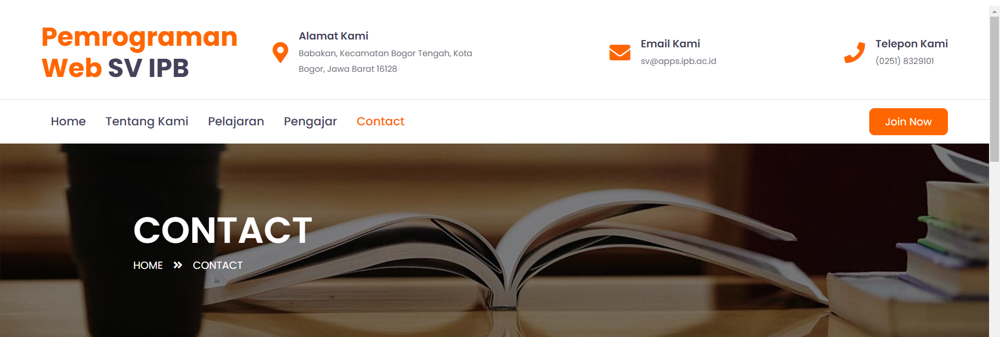 Pemrograman
Web SV IPB
Alamat Kami
Babakan, Kecamatan Bogor Tengah, Kota
Bogor, Jawa Barat 16128
Email Kami
sv@apps.ipb.ac.id
Telepon Kami
(0251) 8329101
Home Tentang Kami Pelajaran Pengajar Contact
Join Now
CONTACT
HOME » CONTACT